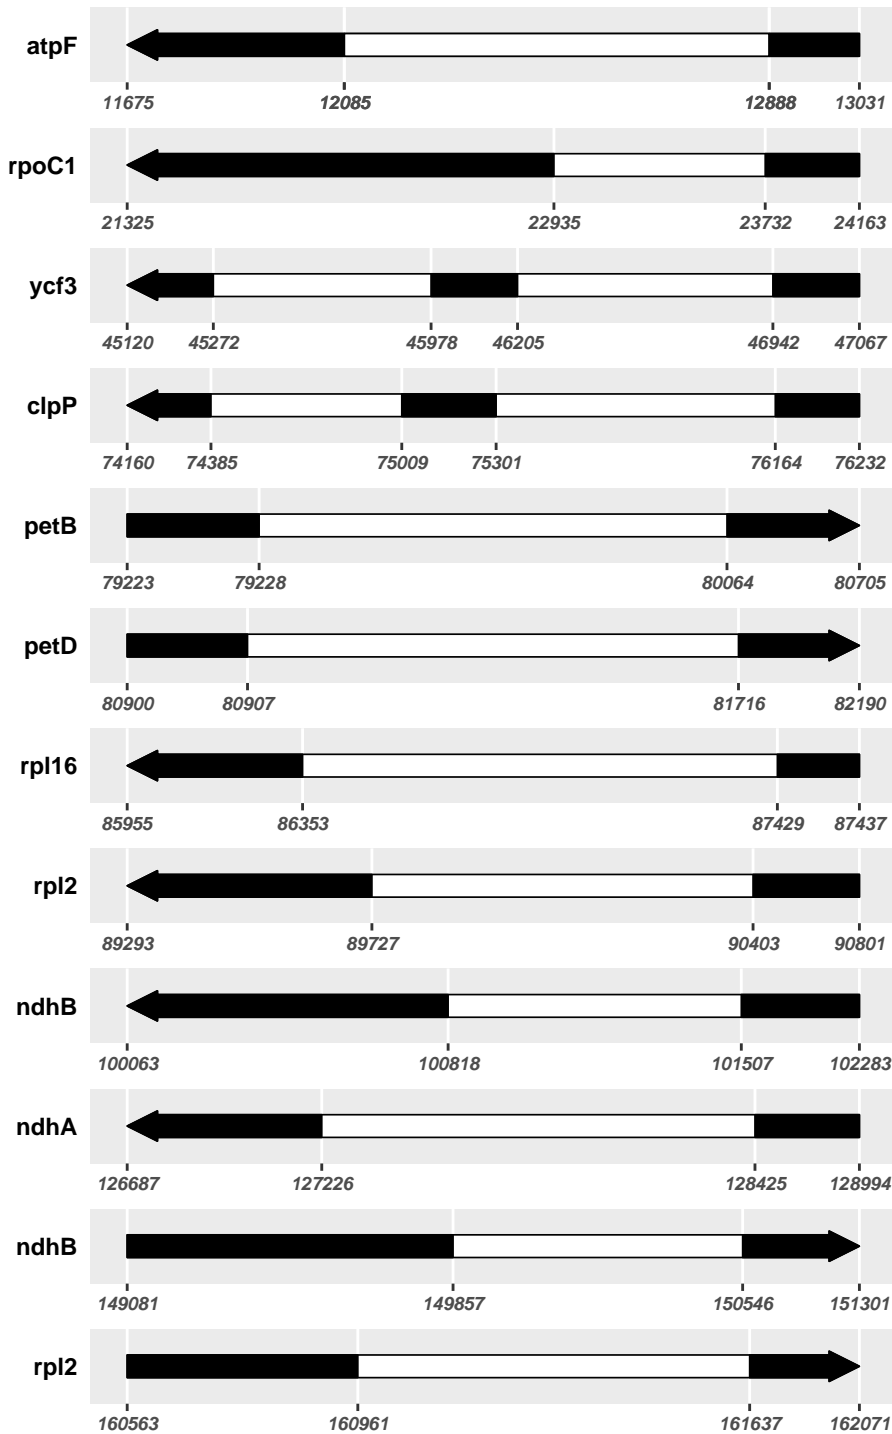 atpF
11675 12085 12888 13031
rpoC1
21325 22935 23732 24163
ycf3
45120 45272 45978 46205 46942 47067
clpP
74160 74385 75009 75301 76164 76232
petB
79223 79228 80064 80705
petD
80900 80907 81716 82190
rpl16
85955 86353 87429 87437
rpl2
89293 89727 90403 90801
ndhB
100063 100818 101507 102283
ndhA
126687 127226 128425 128994
ndhB
149081 149857 150546 151301
rpl2
160563 160961 161637 162071